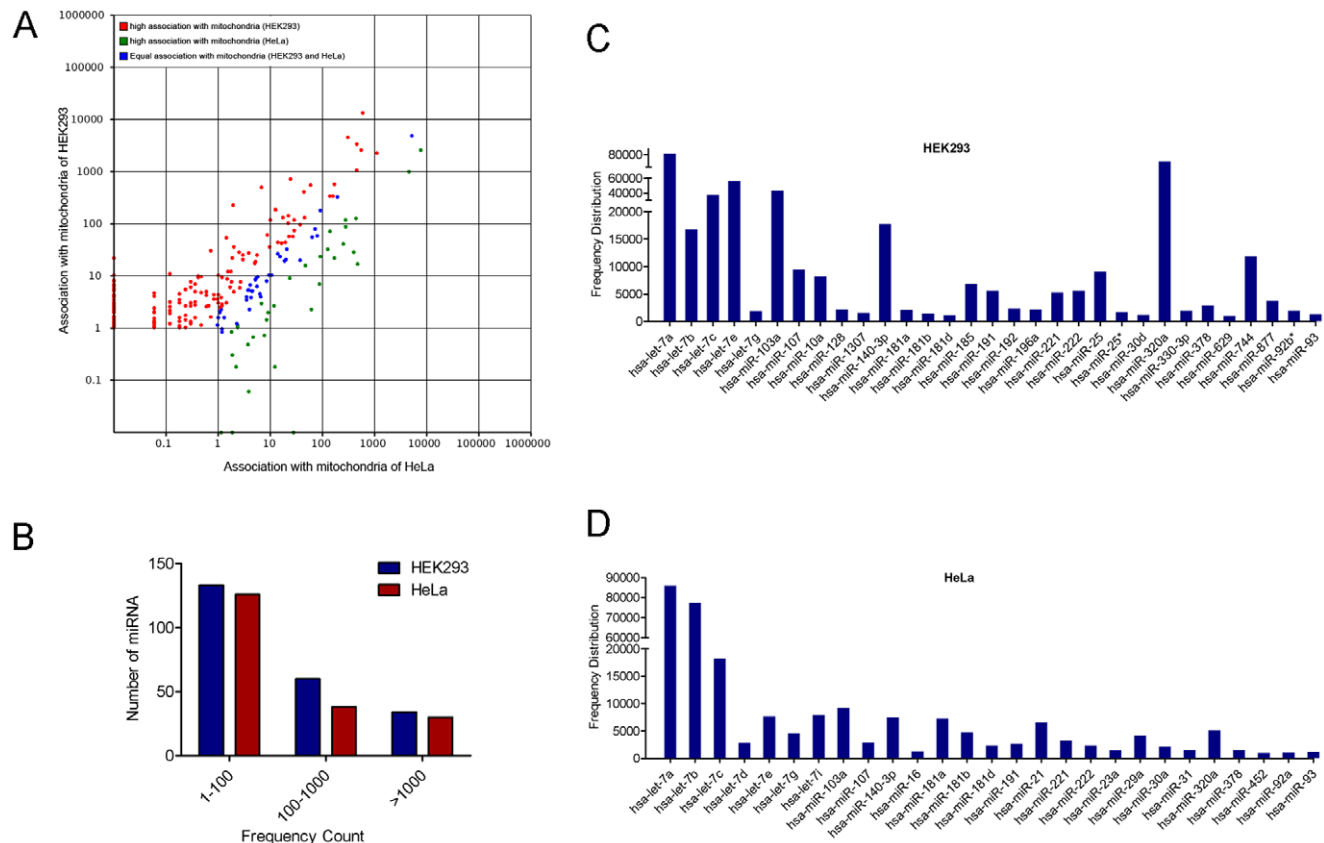 A
high association with mitochondria (HEK293)
high association with mitochondria (HeLa)
Equal association with mitochondria (HEK293 and HeLa)
1000000
100000
10000
1000
100
10
1
0.1
Association with mitochondria of HEK293
0.1
1
10
100
1000
10000
100000
1000000
Association with mitochondria of HeLa
B
HEK293
HeLa
150
100
50
0
Number of miRNA
1-100
100-1000
>1000
Frequency Count
C
HEK293
80000
60000
40000
20000
15000
10000
5000
0
Frequency Distribution
hsa-let-7a
hsa-let-7b
hsa-let-7c
hsa-let-7e
hsa-let-7g
hsa-miR-103a
hsa-miR-107
hsa-miR-10a
hsa-miR-128
hsa-miR-1307
hsa-miR-140-3p
hsa-miR-181a
hsa-miR-181b
hsa-miR-181d
hsa-miR-185
hsa-miR-191
hsa-miR-192
hsa-miR-196a
hsa-miR-221
hsa-miR-222
hsa-miR-25
hsa-miR-25*
hsa-miR-30d
hsa-miR-320a
hsa-miR-330-3p
hsa-miR-378
hsa-miR-629
hsa-miR-744
hsa-miR-877
hsa-miR-92b*
hsa-miR-93
D
HeLa
90000
80000
70000
60000
20000
15000
10000
5000
0
Frequency Distribution
hsa-let-7a
hsa-let-7b
hsa-let-7c
hsa-let-7d
hsa-let-7e
hsa-let-7g
hsa-let-7i
hsa-miR-103a
hsa-miR-107
hsa-miR-140-3p
hsa-miR-16
hsa-miR-181a
hsa-miR-181b
hsa-miR-181d
hsa-miR-191
hsa-miR-21
hsa-miR-221
hsa-miR-222
hsa-miR-23a
hsa-miR-29a
hsa-miR-30a
hsa-miR-31
hsa-miR-320a
hsa-miR-378
hsa-miR-452
hsa-miR-92a
hsa-miR-93